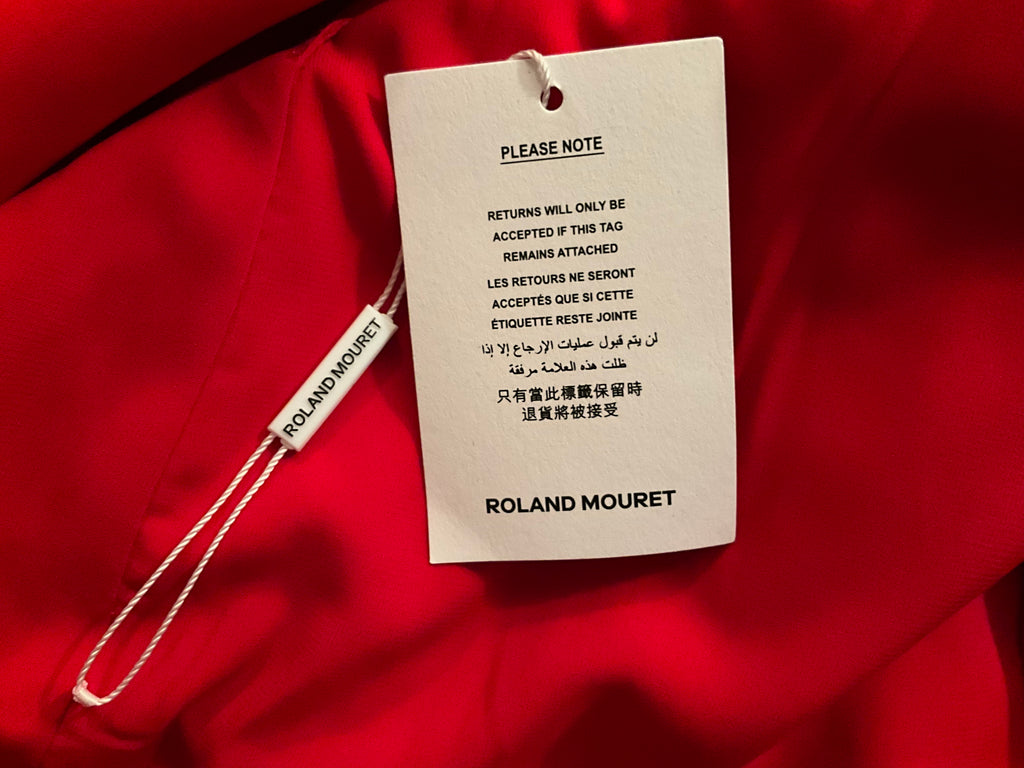 PLEASE NOTE
RETURNS WILL ONLY BE
ACCEPTED IF THIS TAG
REMAINS ATTACHED
LES RETOURS NE SERONT
ACCEPTÉS QUE SI CETTE
ÉTIQUETTE RESTE JOINTE
لن يتم قبول عمليات الإرجاع إلا إذا
ظلت هذه العلامة مرفقة
只有當此標籤保留時
退貨將被接受
ROLAND MOURET
ROLAND MOURET